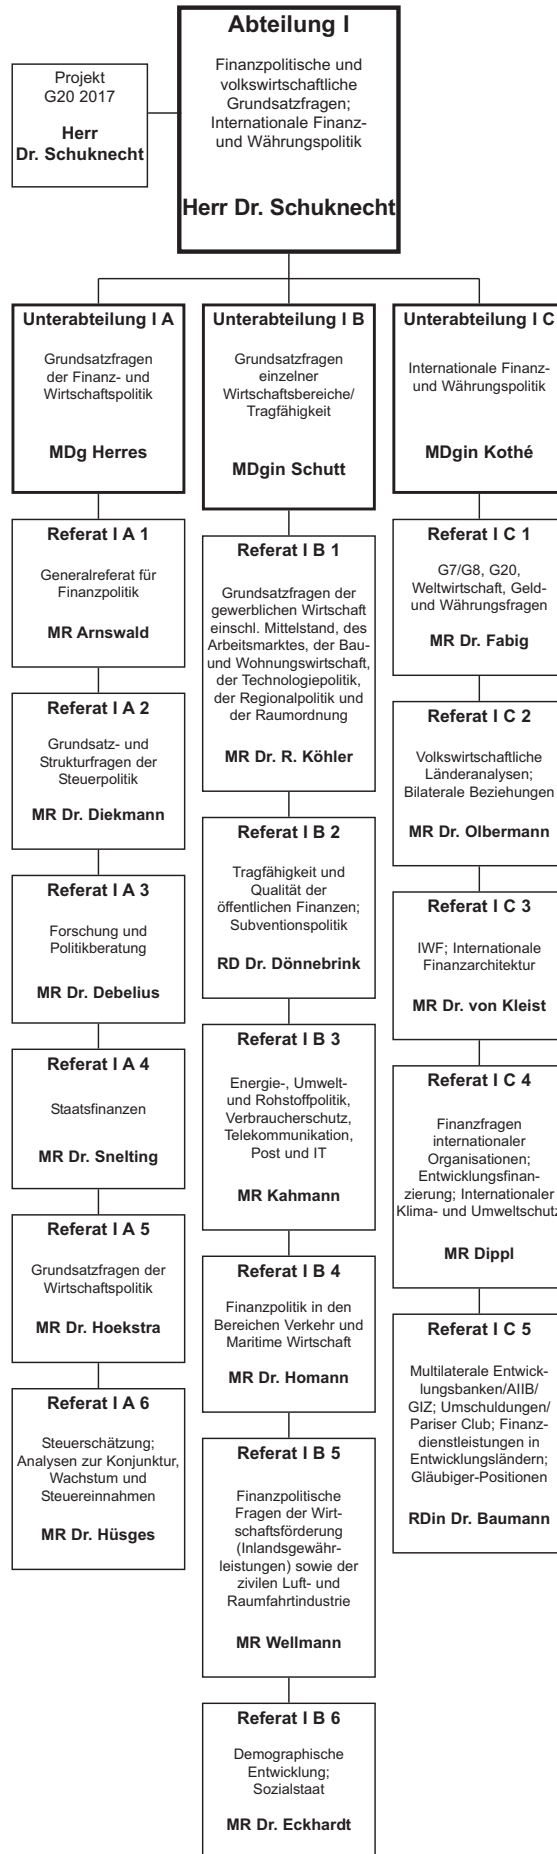 Abteilung I
Finanzpolitische und
volkswirtschaftliche
Grundsatzfragen;
Internationale Finanz-
und Währungspolitik
Herr Dr. Schuknecht
Projekt
G20 2017
Herr
Dr. Schuknecht
Unterabteilung I A
Grundsatzfragen
der Finanz- und
Wirtschaftspolitik
MDg Herres
Referat I A 1
Generalreferat für
Finanzpolitik
MR Arnswald
Referat I A 2
Grundsatz- und
Strukturfragen der
Steuerpolitik
MR Dr. Diekmann
Referat I A 3
Forschung und
Politikberatung
MR Dr. Debelius
Referat I A 4
Staatsfinanzen
MR Dr. Snelting
Referat I A 5
Grundsatzfragen der
Wirtschaftspolitik
MR Dr. Hoekstra
Referat I A 6
Steuerschätzung;
Analysen zur Konjunktur,
Wachstum und
Steuereinnahmen
MR Dr. Hüsges
Unterabteilung I B
Grundsatzfragen
einzelner
Wirtschaftsbereiche/
Tragfähigkeit
MDgin Schutt
Referat I B 1
Grundsatzfragen der
gewerblichen Wirtschaft
einschl. Mittelstand, des
Arbeitsmarktes, der Bau-
und Wohnungswirtschaft,
der Technologiepolitik,
der Regionalpolitik und
der Raumordnung
MR Dr. R. Köhler
Referat I B 2
Tragfähigkeit und
Qualität der
öffentlichen Finanzen;
Subventionspolitik
RD Dr. Dönnebrink
Referat I B 3
Energie-, Umwelt-
und Rohstoffpolitik,
Verbraucherschutz,
Telekommunikation,
Post und IT
MR Kahmann
Referat I B 4
Finanzpolitik in den
Bereichen Verkehr und
Maritime Wirtschaft
MR Dr. Homann
Referat I B 5
Finanzpolitische
Fragen der Wirt-
schaftsförderung
(Inlandsgewähr-
leistungen) sowie der
zivilen Luft- und
Raumfahrtindustrie
MR Wellmann
Referat I B 6
Demographische
Entwicklung;
Sozialstaat
MR Dr. Eckhardt
Unterabteilung I C
Internationale Finanz-
und Währungspolitik
MDgin Kothé
Referat I C 1
G7/G8, G20,
Weltwirtschaft, Geld-
und Währungsfragen
MR Dr. Fabig
Referat I C 2
Volkswirtschaftliche
Länderanalysen;
Bilaterale Beziehungen
MR Dr. Olbermann
Referat I C 3
IWF; Internationale
Finanzarchitektur
MR Dr. von Kleist
Referat I C 4
Finanzfragen
internationaler
Organisationen;
Entwicklungsfinan-
zierung; Internationaler
Klima- und Umweltschutz
MR Dippl
Referat I C 5
Multilaterale Entwick-
lungsbanken/AIIB/
GIZ; Umschuldungen/
Pariser Club; Finanz-
dienstleistungen in
Entwicklungsländern;
Gläubiger-Positionen
RDin Dr. Baumann